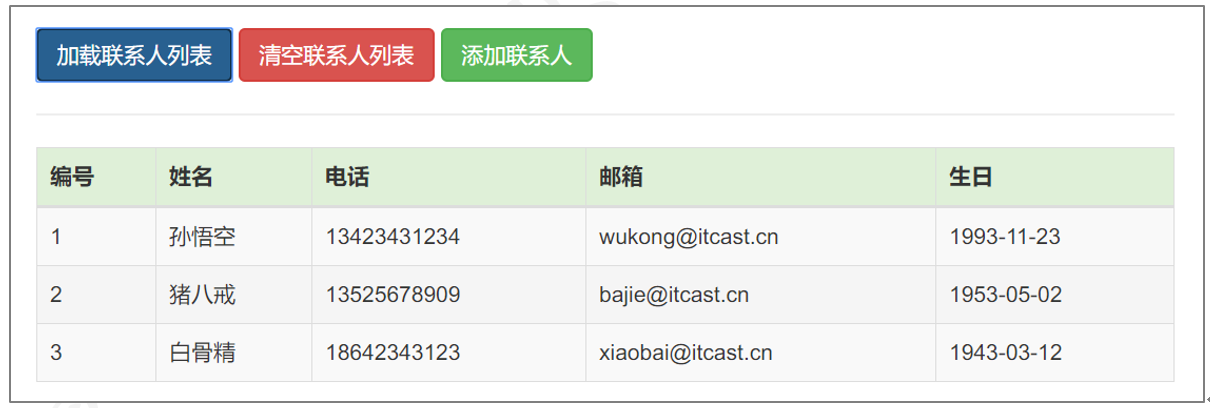 加载联系人列表 清空联系人列表 添加联系人
编号 姓名 电话 邮箱 生日
1 孙悟空 13423431234 wukong@itcast.cn 1993-11-23
2 猪八戒 13525678909 bajie@itcast.cn 1953-05-02
3 白骨精 18642343123 xiaobai@itcast.cn 1943-03-12